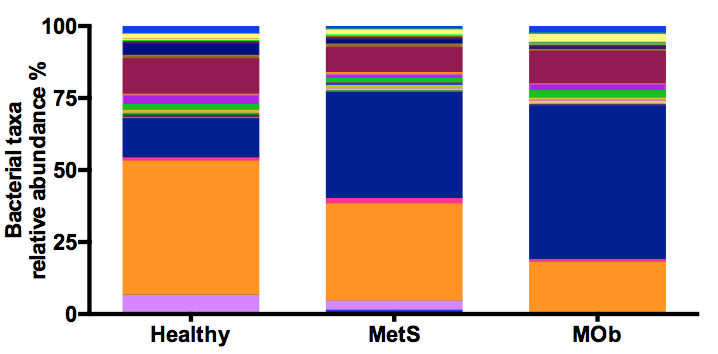 Bacterial taxa
relative abundance %
100
75
50
25
0
Healthy MetS MOb